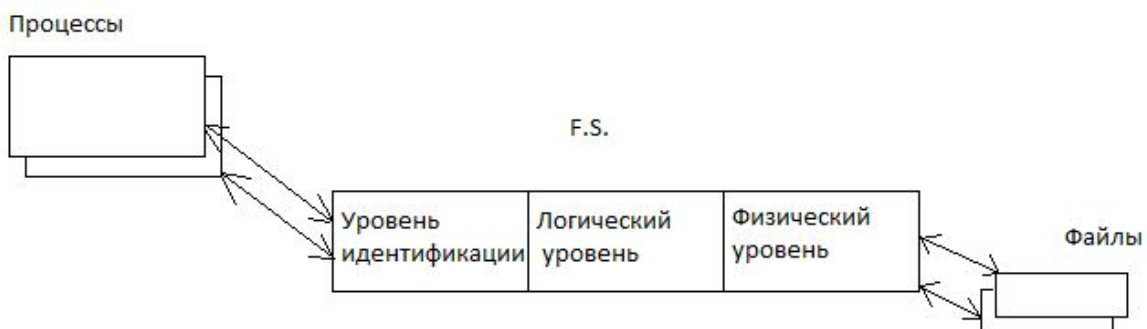 Процессы
F.S.
Уровень
идентификации
Логический
уровень
Физический
уровень
Файлы